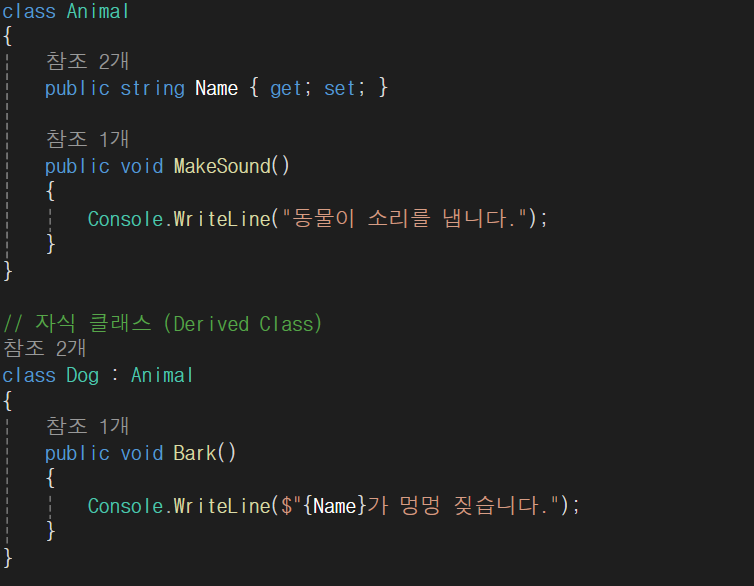 class Animal
{
참조 2개
public string Name { get; set; }
참조 1개
public void MakeSound()
{
Console.WriteLine("동물이 소리를 냅니다.");
}
}
// 자식 클래스 (Derived Class)
참조 2개
class Dog : Animal
{
참조 1개
public void Bark()
{
Console.WriteLine($"{Name}가 멍멍 짖습니다.");
}
}